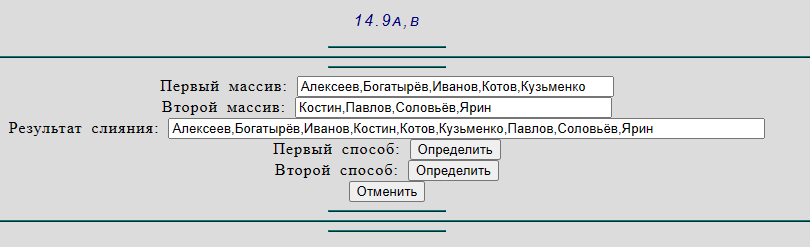 14.9А,В
Первый массив: Алексеев,Богатырёв,Иванов,Котов,Кузьменко
Второй массив: Костин,Павлов,Соловьёв,Ярин
Результат слияния: Алексеев,Богатырёв,Иванов,Костин,Котов,Кузьменко,Павлов,Соловьёв,Ярин
Первый способ: Определить
Второй способ: Определить
Отменить